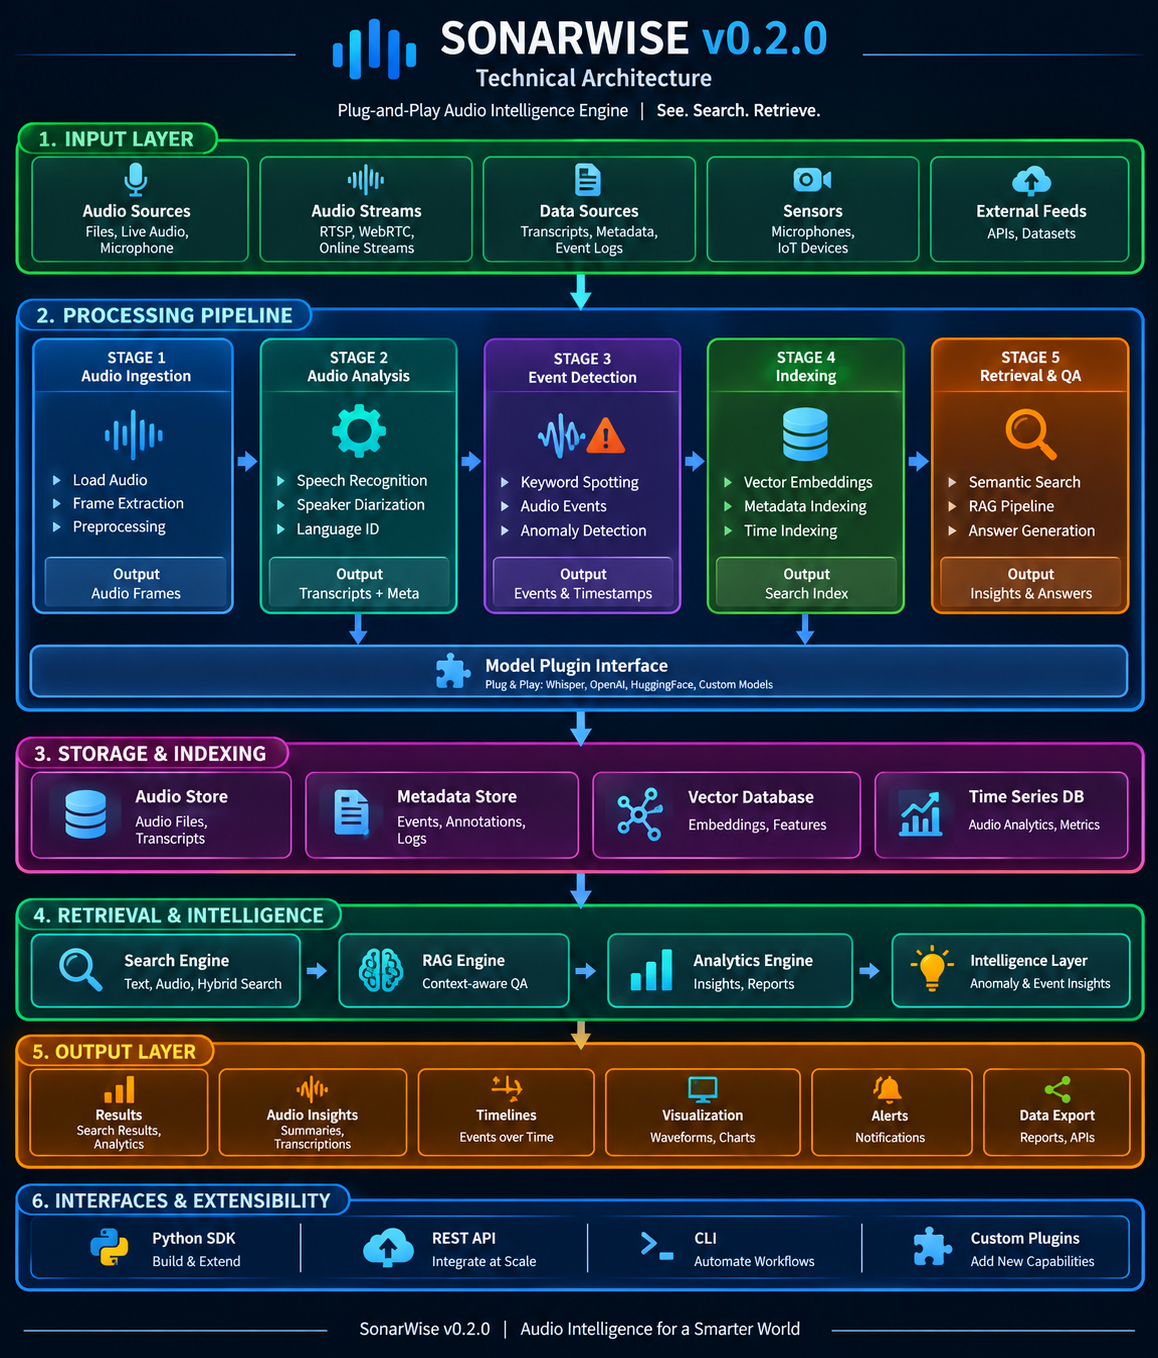 SONARWISE v0.2.0
Technical Architecture
Plug-and-Play Audio Intelligence Engine | See. Search. Retrieve.
1. INPUT LAYER
Audio Sources
Files, Live Audio,
Microphone
Audio Streams
RTSP, WebRTC,
Online Streams
Data Sources
Transcripts, Metadata,
Event Logs
Sensors
Microphones,
IoT Devices
External Feeds
APIs, Datasets
2. PROCESSING PIPELINE
STAGE 1
Audio Ingestion
Load Audio
Frame Extraction
Preprocessing
Output
Audio Frames
STAGE 2
Audio Analysis
Speech Recognition
Speaker Diarization
Language ID
Output
Transcripts + Meta
STAGE 3
Event Detection
Keyword Spotting
Audio Events
Anomaly Detection
Output
Events & Timestamps
STAGE 4
Indexing
Vector Embeddings
Metadata Indexing
Time Indexing
Output
Search Index
STAGE 5
Retrieval & QA
Semantic Search
RAG Pipeline
Answer Generation
Output
Insights & Answers
Model Plugin Interface
Plug & Play: Whisper, OpenAI, HuggingFace, Custom Models
3. STORAGE & INDEXING
Audio Store
Audio Files,
Transcripts
Metadata Store
Events, Annotations,
Logs
Vector Database
Embeddings, Features
Time Series DB
Audio Analytics, Metrics
4. RETRIEVAL & INTELLIGENCE
Search Engine
Text, Audio, Hybrid Search
RAG Engine
Context-aware QA
Analytics Engine
Insights, Reports
Intelligence Layer
Anomaly & Event Insights
5. OUTPUT LAYER
Results
Search Results,
Analytics
Audio Insights
Summaries,
Transcriptions
Timelines
Events over Time
Visualization
Waveforms, Charts
Alerts
Notifications
Data Export
Reports, APIs
6. INTERFACES & EXTENSIBILITY
Python SDK
Build & Extend
REST API
Integrate at Scale
CLI
Automate Workflows
Custom Plugins
Add New Capabilities
SonarWise v0.2.0 | Audio Intelligence for a Smarter World